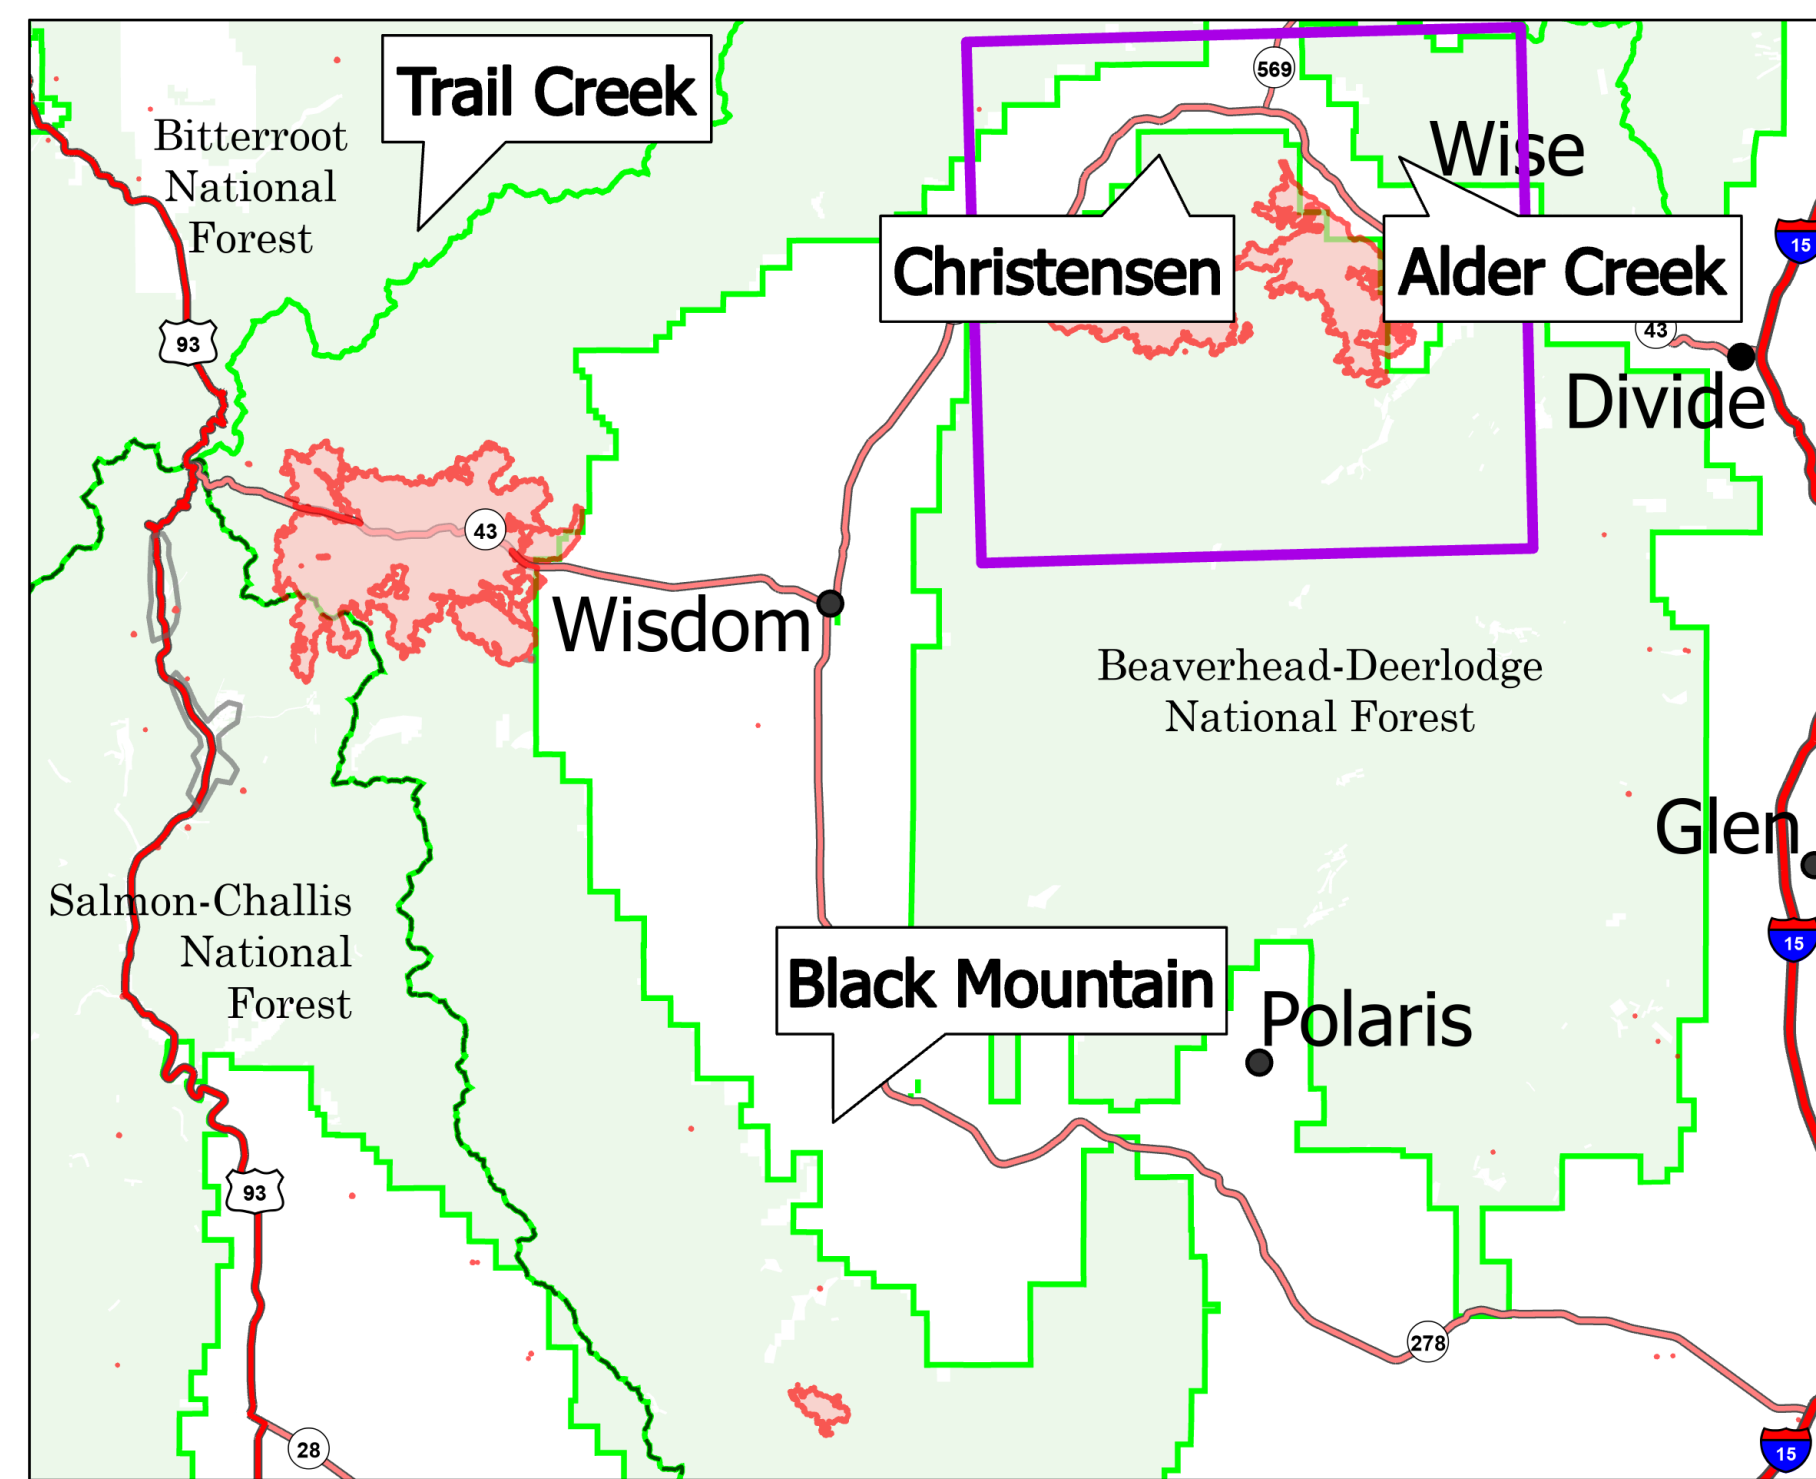 569
Trail Creek
Bitterroot
National
Forest
Wise
15
Christensen
Alder Creek
93
43
Divide
43
Wisdom
Beaverhead-Deerlodge
National Forest
Glen
Salmon-Challis
National
Forest
15
Black Mountain
Polaris
93
278
28
15